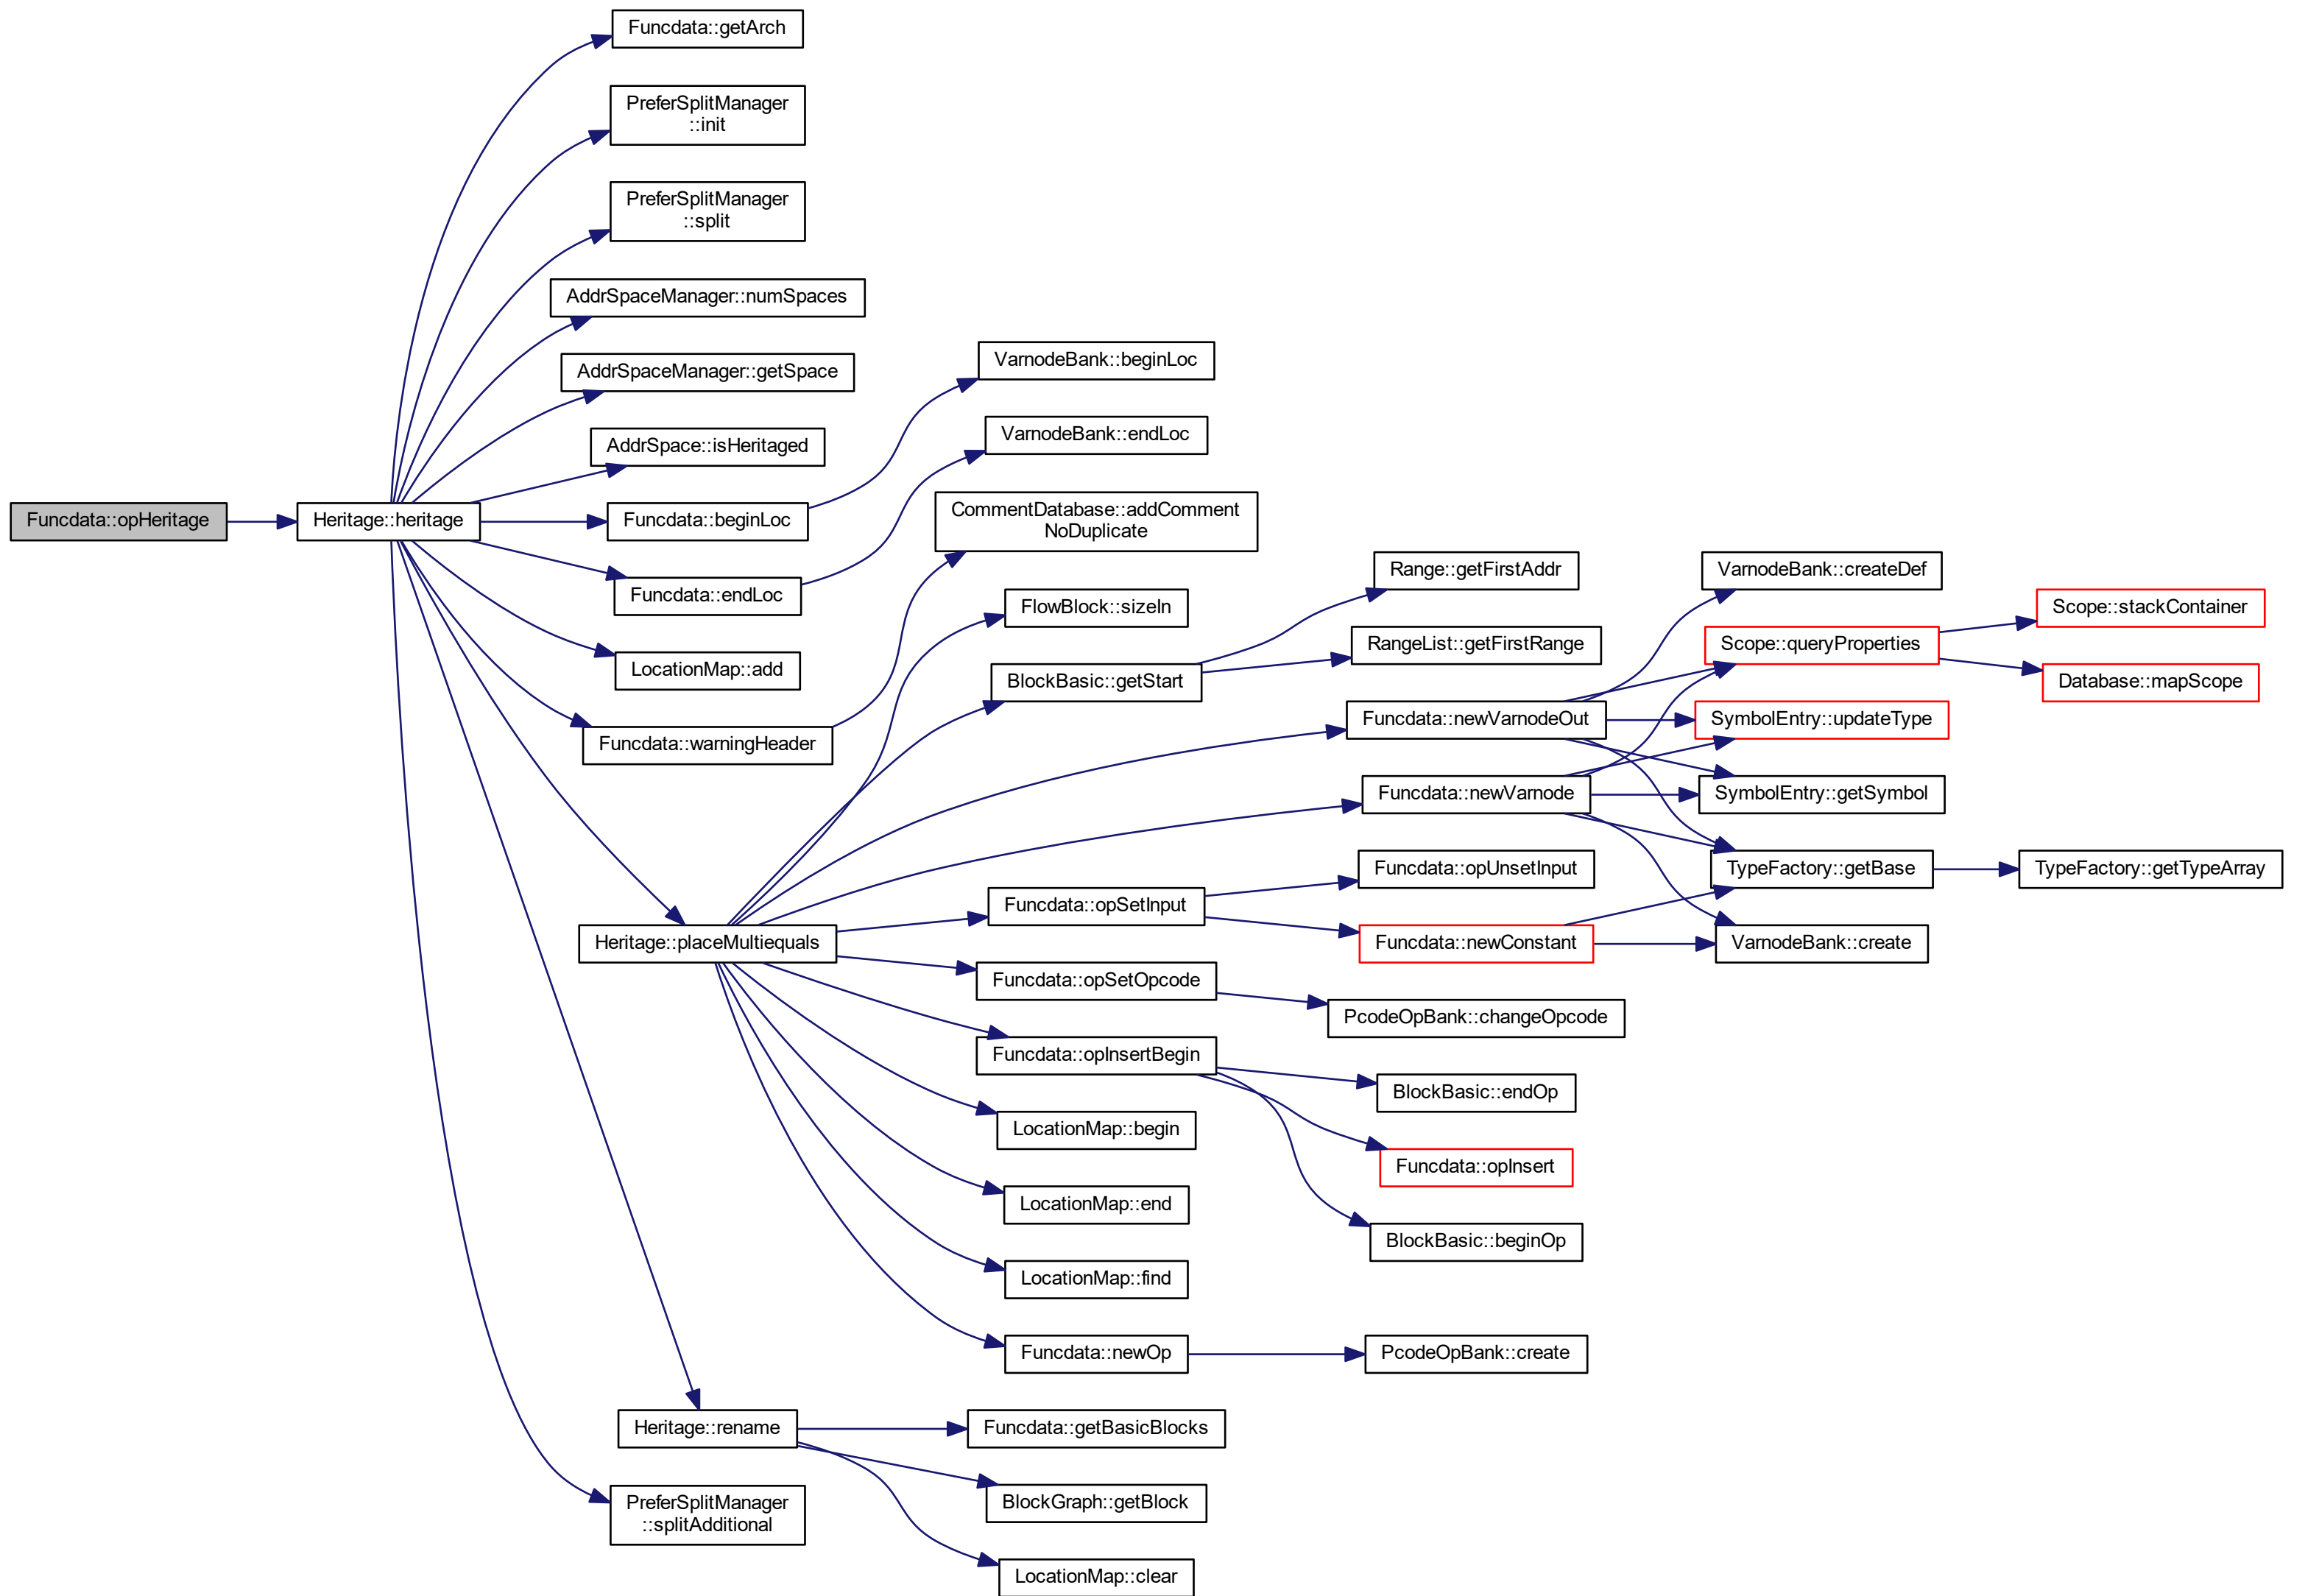 Funcdata::opHeritage
Heritage::heritage
Funcdata::getArch
PreferSplitManager
::init
PreferSplitManager
::split
AddrSpaceManager::numSpaces
AddrSpaceManager::getSpace
AddrSpace::isHeritaged
Funcdata::beginLoc
Funcdata::endLoc
LocationMap::add
Funcdata::warningHeader
Heritage::placeMultiequals
Heritage::rename
PreferSplitManager
::splitAdditional
VarnodeBank::beginLoc
VarnodeBank::endLoc
CommentDatabase::addComment
NoDuplicate
FlowBlock::sizeIn
BlockBasic::getStart
Funcdata::opSetInput
Funcdata::opSetOpcode
Funcdata::opInsertBegin
LocationMap::begin
LocationMap::end
LocationMap::find
Funcdata::newOp
Funcdata::getBasicBlocks
BlockGraph::getBlock
LocationMap::clear
Range::getFirstAddr
RangeList::getFirstRange
Funcdata::newVarnodeOut
Funcdata::newVarnode
Funcdata::opUnsetInput
Funcdata::newConstant
PcodeOpBank::changeOpcode
BlockBasic::endOp
Funcdata::opInsert
BlockBasic::beginOp
PcodeOpBank::create
VarnodeBank::createDef
Scope::queryProperties
SymbolEntry::updateType
SymbolEntry::getSymbol
TypeFactory::getBase
VarnodeBank::create
Scope::stackContainer
Database::mapScope
TypeFactory::getTypeArray